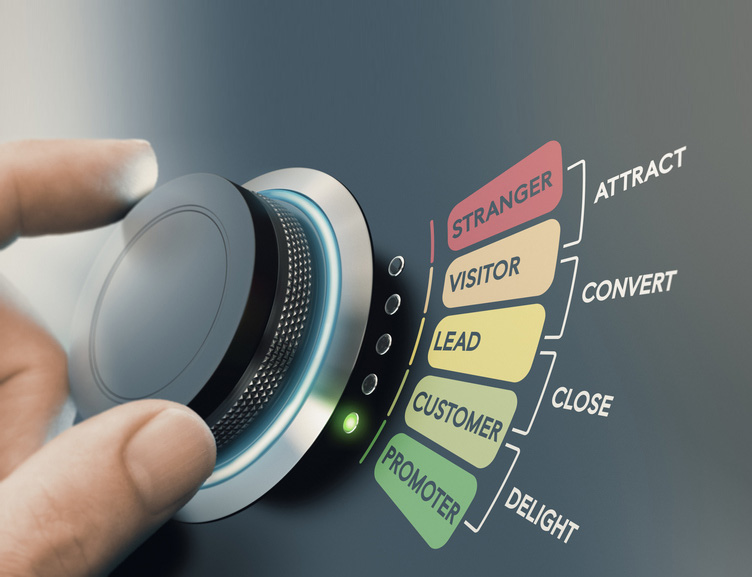 STRANGER
ATTRACT
VISITOR
CONVERT
LEAD
CLOSE
CUSTOMER
PROMOTER
DELIGHT